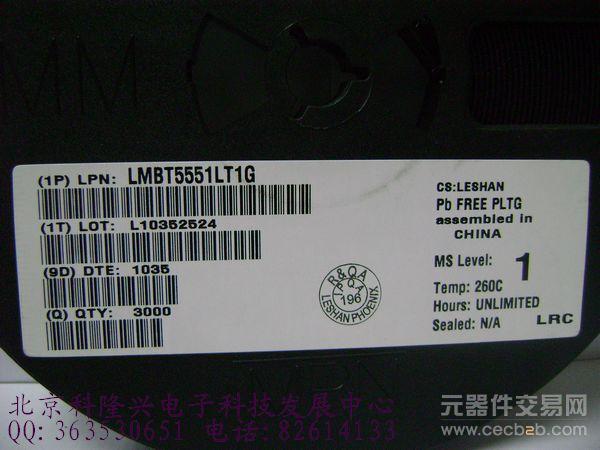 MM
(1P) LPN: LMBT5551LT1G
(1T) LOT: L10352524
(9D) DTE: 1035
(Q) QTY: 3000
CS:LESHAN
Pb FREE PLTG
assembled in
CHINA
MS Level: 1
Temp: 260C
Hours: UNLIMITED
Sealed: N/A
LRC
R&QA
PQA
196
LESHAN PHOENIX
北京科隆兴电子科技发展中心
QQ:363530651 电话:82614133
元器件交易网
www.cecb2b.com